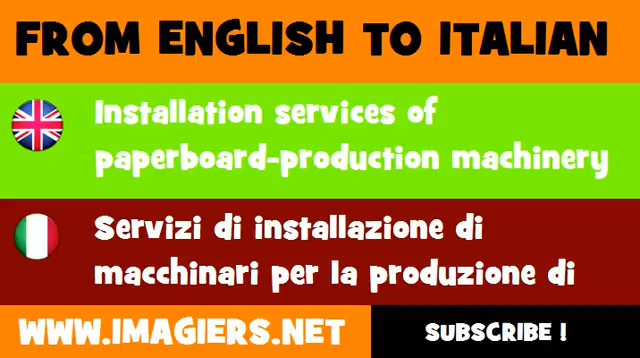 FROM ENGLISH TO ITALIAN
Installation services of
paperboard-production machinery
Servizi di installazione di
macchinari per la produzione di
WWW.IMAGIERS.NET
SUBSCRIBE !